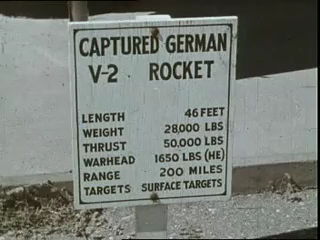 CAPTURED GERMAN
V-2 ROCKET
LENGTH 46 FEET
WEIGHT 28,000 LBS
THRUST 50,000 LBS
WARHEAD 1650 LBS (HE)
RANGE 200 MILES
TARGETS SURFACE TARGETS